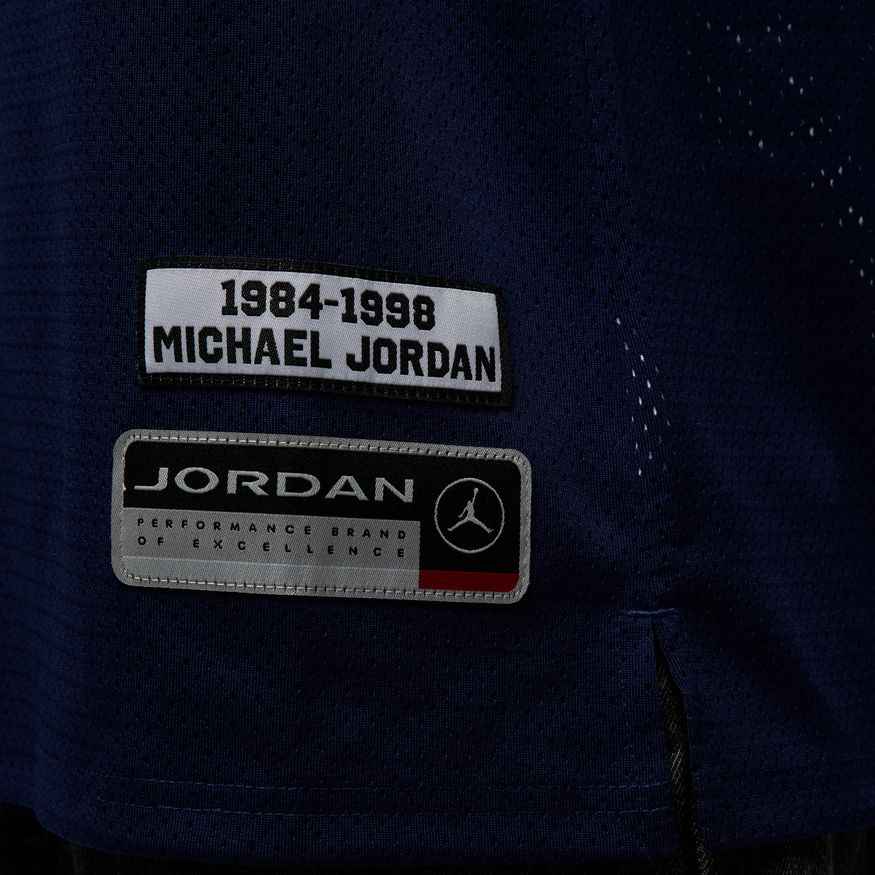 1984-1998
MICHAEL JORDAN
JORDAN
PERFORMANCE BRAND
OF EXCELLENCE